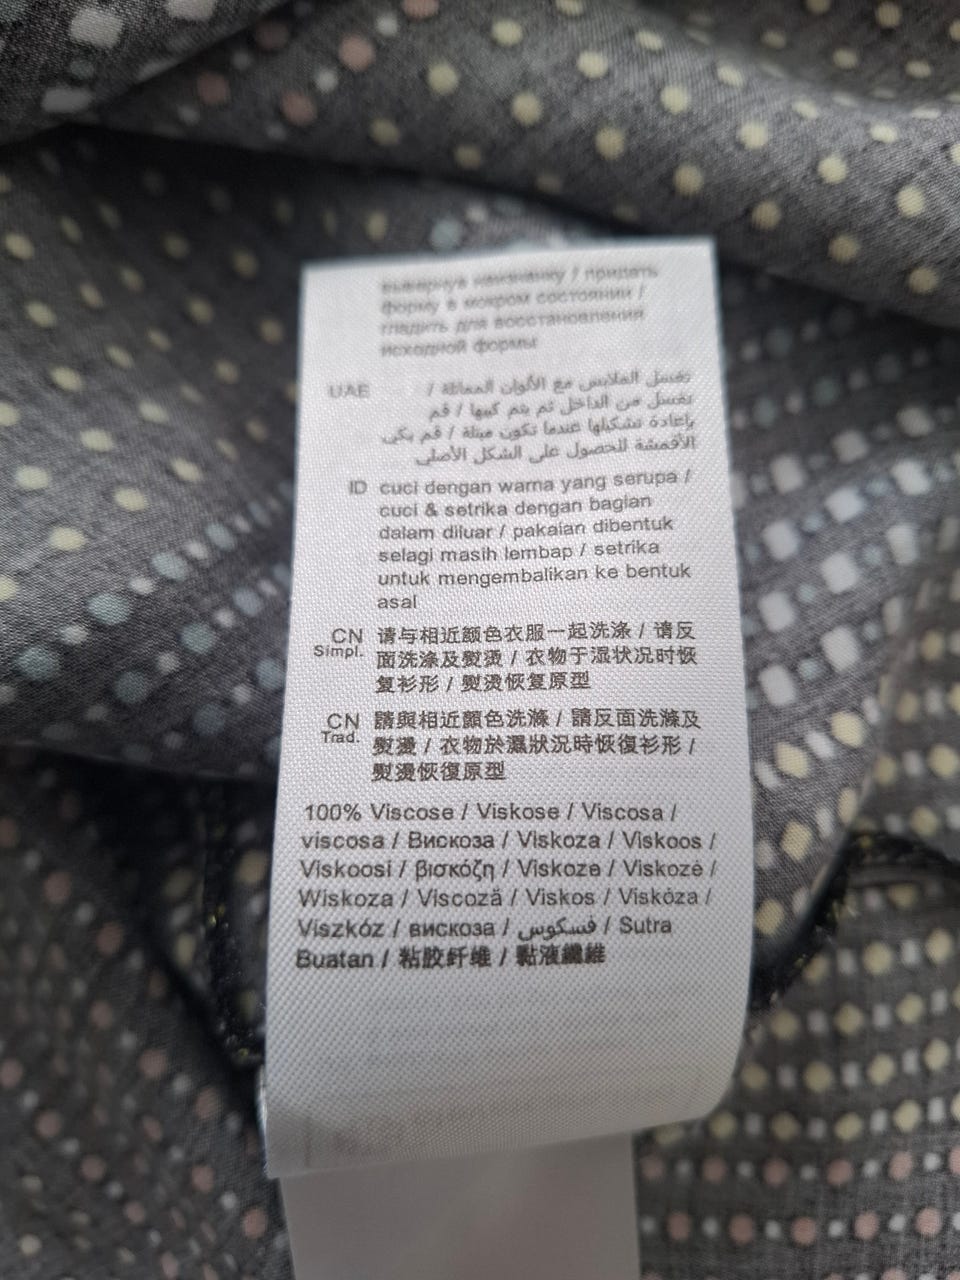 вывернув наизнанку / придать
форму в мокром состоянии /
гладить для восстановления
исходной формы
UAE تغسل الملابس مع الألوان المماثلة /
تغسل من الداخل ثم يتم كيها / قم
بإعادة تشكيلها عندما تكون مبتلة / قم بكي
الأقمشة للحصول على الشكل الأصلي
ID cuci dengan warna yang serupa /
cuci & setrika dengan bagian
dalam diluar / pakaian dibentuk
selagi masih lembap / setrika
untuk mengembalikan ke bentuk
asal
CN Simpl. 请与相近颜色衣服一起洗涤 / 请反
面洗涤及熨烫 / 衣物于湿状况时恢
复衫形 / 熨烫恢复原型
CN Trad. 請與相近顏色洗滌 / 請反面洗滌及
熨燙 / 衣物於濕狀況時恢復衫形 /
熨燙恢復原型
100% Viscose / Viskose / Viscosa /
viscosa / Вискоза / Viskoza / Viskoos /
Viskoosi / βισκόζη / Viskoze / Viskozė /
Wiskoza / Viscoză / Viskos / Viskóza /
Viszkóz / вискоза / فسكوس / Sutra
Buatan / 粘胶纤维 / 黏液纖維